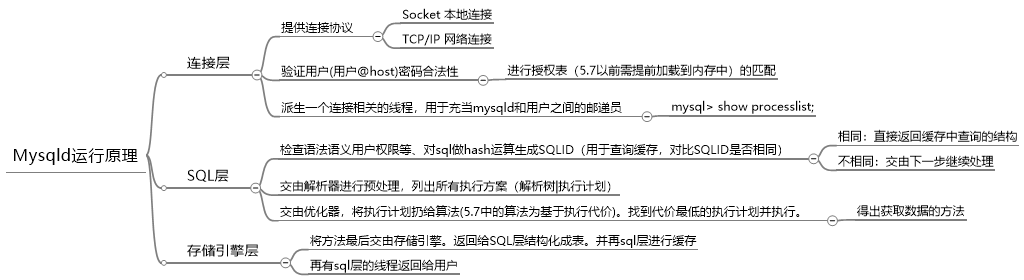 Mysqld运行原理
连接层
提供连接协议
Socket 本地连接
TCP/IP 网络连接
验证用户(用户@host)密码合法性
进行授权表（5.7以前需提前加载到内存中）的匹配
派生一个连接相关的线程，用于充当mysqld和用户之间的邮递员
mysql> show processlist;
SQL层
检查语法语义用户权限等、对sql做hash运算生成SQLID（用于查询缓存，对比SQLID是否相同）
相同：直接返回缓存中查询的结构
不相同：交由下一步继续处理
交由解析器进行预处理，列出所有执行方案（解析树|执行计划）
交由优化器，将执行计划扔给算法(5.7中的算法为基于执行代价)。找到代价最低的执行计划并执行。
得出获取数据的方法
存储引擎层
将方法最后交由存储引擎。返回给SQL层结构化成表。并再sql层进行缓存
再有sql层的线程返回给用户